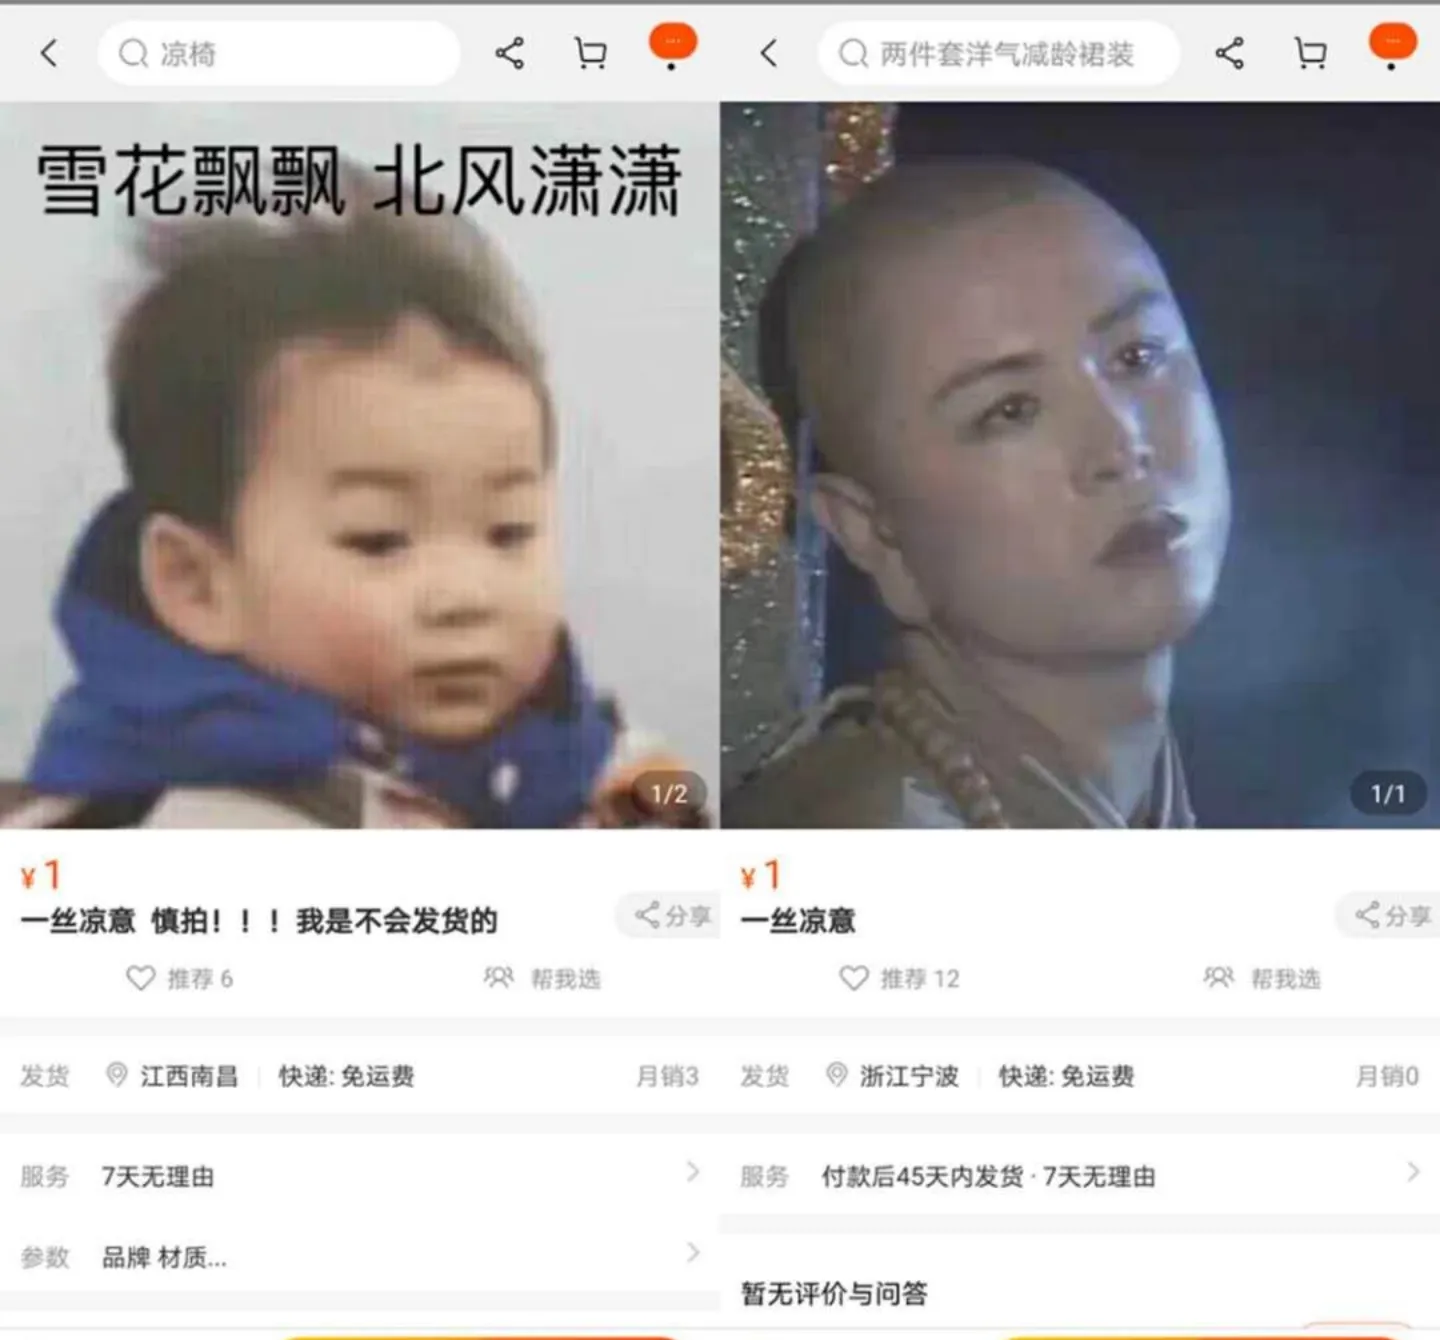 凉椅
雪花飘飘 北风潇潇
1/2
¥1
一丝凉意 慎拍！！！我是不会发货的
分享
推荐 6
帮我选
发货 江西南昌 快递: 免运费 月销3
服务 7天无理由
参数 品牌 材质...
两件套洋气减龄裙装
1/1
¥1
一丝凉意
分享
推荐 12
帮我选
发货 浙江宁波 快递: 免运费 月销0
服务 付款后45天内发货 · 7天无理由
暂无评价与问答